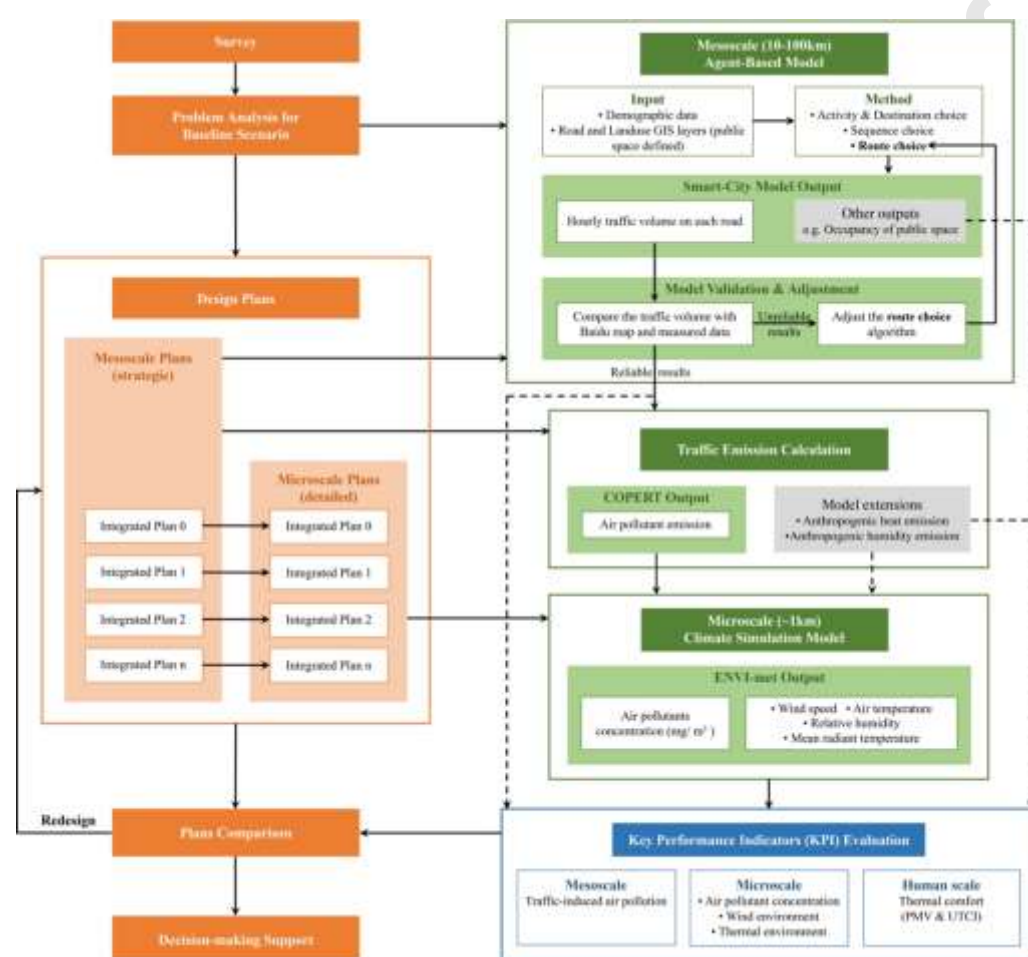 Survey
Problem Analysis for
Baseline Scenario
Design Plans
Mesoscale Plans
(strategic)
Microscale Plans
(detailed)
Integrated Plan 0
Integrated Plan 0
Integrated Plan 1
Integrated Plan 1
Integrated Plan 2
Integrated Plan 2
Integrated Plan n
Integrated Plan n
Redesign
Plans Comparison
Decision-making Support
Mesoscale (10-100km)
Agent-Based Model
Input
• Demographic data
• Road and Landuse GIS layers (public
space defined)
Method
• Activity & Destination choice
• Sequence choice
• Route choice
Smart-City Model Output
Hourly traffic volume on each road
Other outputs
e.g. Occupancy of public space
Model Validation & Adjustment
Compare the traffic volume with
Baidu map and measured data
Unreliable
results
Adjust the route choice
algorithm
Reliable results
Traffic Emission Calculation
COPERT Output
Air pollutant emission
Model extensions
• Anthropogenic heat emission
•Anthropogenic humidity emission
Microscale (~1km)
Climate Simulation Model
ENVI-met Output
Air pollutants
concentration (mg/ m³ )
• Wind speed • Air temperature
• Relative humidity
• Mean radiant temperature
Key Performance Indicators (KPI) Evaluation
Mesoscale
Traffic-induced air pollution
Microscale
• Air pollutant concentration
• Wind environment
• Thermal environment
Human scale
Thermal comfort
(PMV & UTCI)